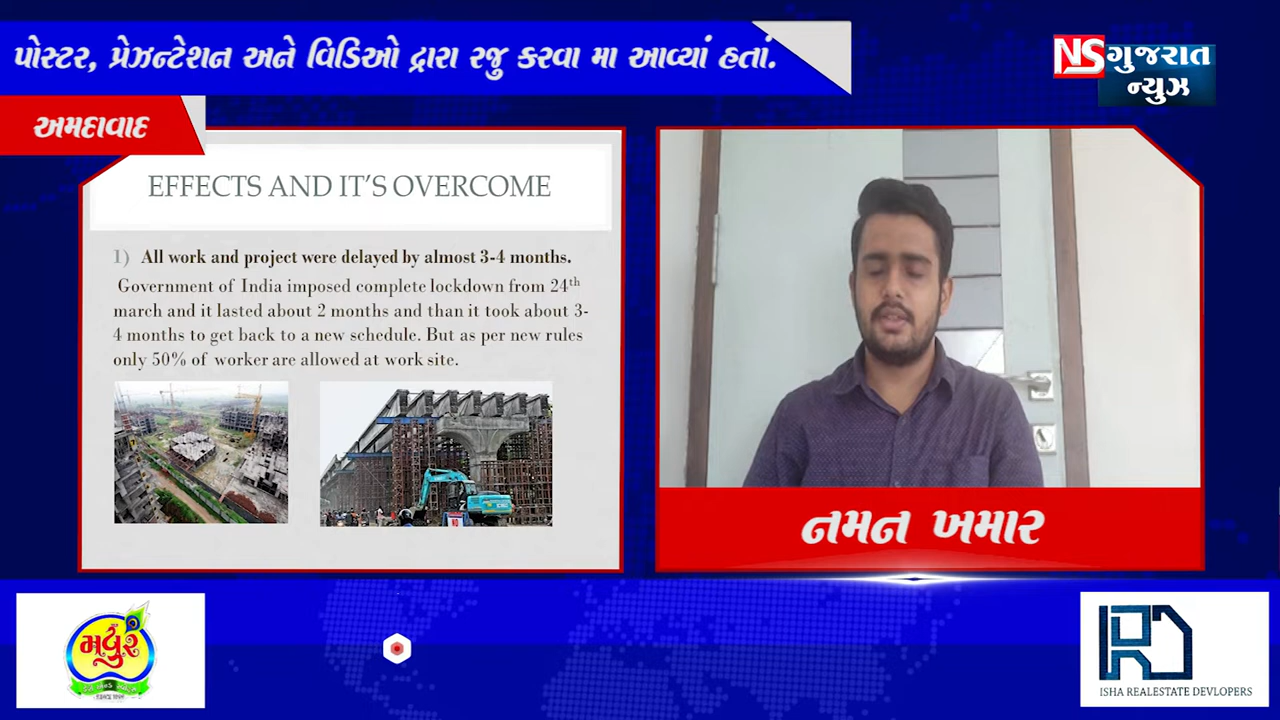 પોસ્ટર, પ્રેઝન્ટેશન અને વિડિઓ દ્વારા રજુ કરવા મા આવ્યાં હતાં.
NS ગુજરાત
ન્યુઝ
અમદાવાદ
EFFECTS AND IT'S OVERCOME
1) All work and project were delayed by almost 3-4 months.
Government of India imposed complete lockdown from 24th
march and it lasted about 2 months and than it took about 3-
4 months to get back to a new schedule. But as per new rules
only 50% of worker are allowed at work site.
નમન ખમાર
મયુર
ISHA REALESTATE DEVLOPERS